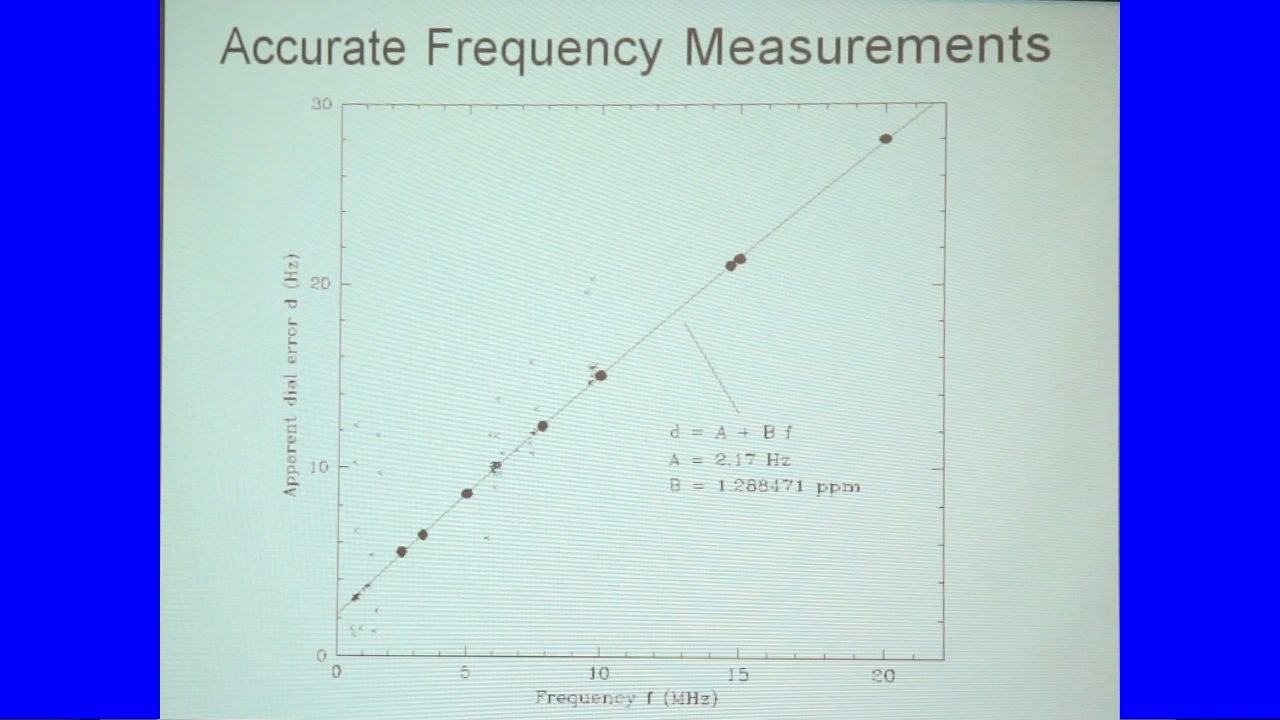 Accurate Frequency Measurements
30
20
10
0
Apparent dial error d (Hz)
d = A + B f
A = 2.17 Hz
B = 1.288471 ppm
0 5 10 15 20
Frequency f (MHz)